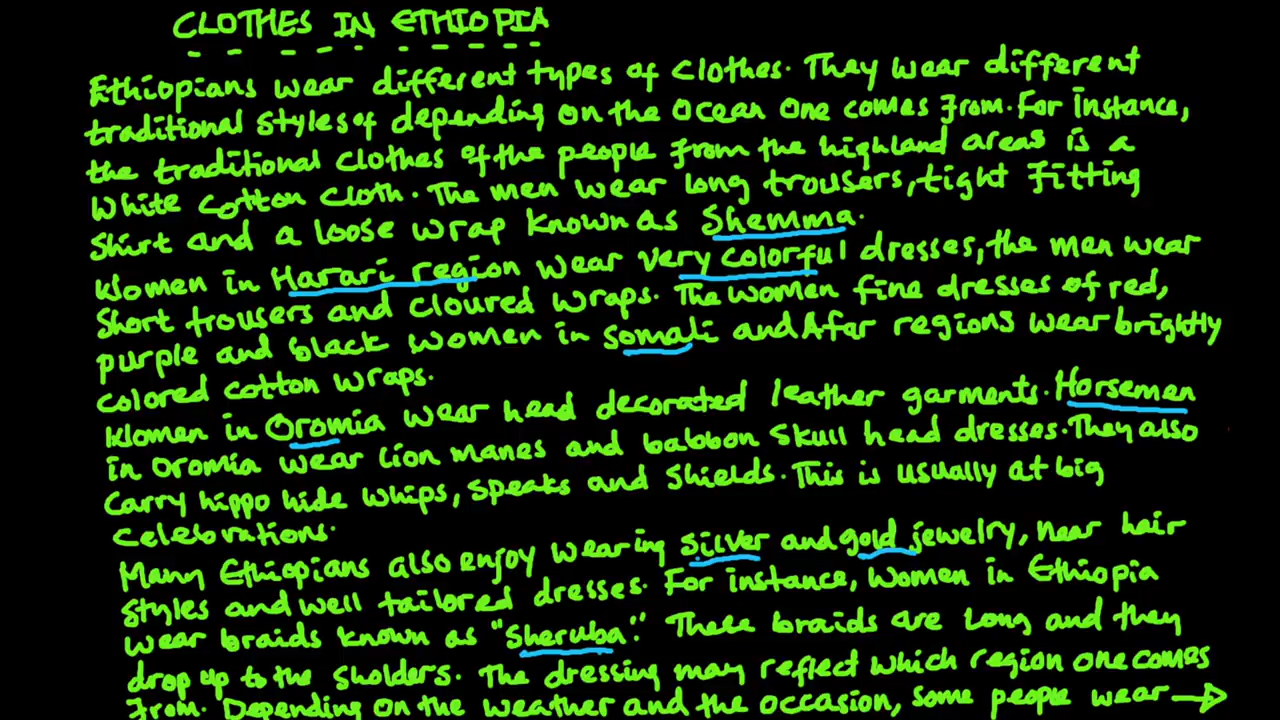 CLOTHES IN ETHIOPIA
Ethiopians wear different types of clothes. They wear different
traditional styles of depending on the ocean one comes from. For instance,
the traditional clothes of the people from the highland areas is a
white cotton cloth. The men wear long trousers, tight fitting
shirt and a loose wrap known as Shemma.
Women in Harari region wear very colorful dresses, the men wear
short trousers and cloured wraps. The women fine dresses of red,
purple and black women in somali and Afar regions wear brightly
colored cotton wraps.
Women in Oromia wear head decorated leather garments. Horsemen
in Oromia wear lion manes and babbon skull head dresses. They also
carry hippo hide whips, speaks and shields. This is usually at big
celebrations.
Many Ethiopians also enjoy wearing silver and gold jewelry, near hair
styles and well tailored dresses. For instance, women in Ethiopia
wear braids known as "Sheruba." These braids are long and they
drop up to the sholders. The dressing may reflect which region one comes
from. Depending on the weather and the occasion, some people wear →